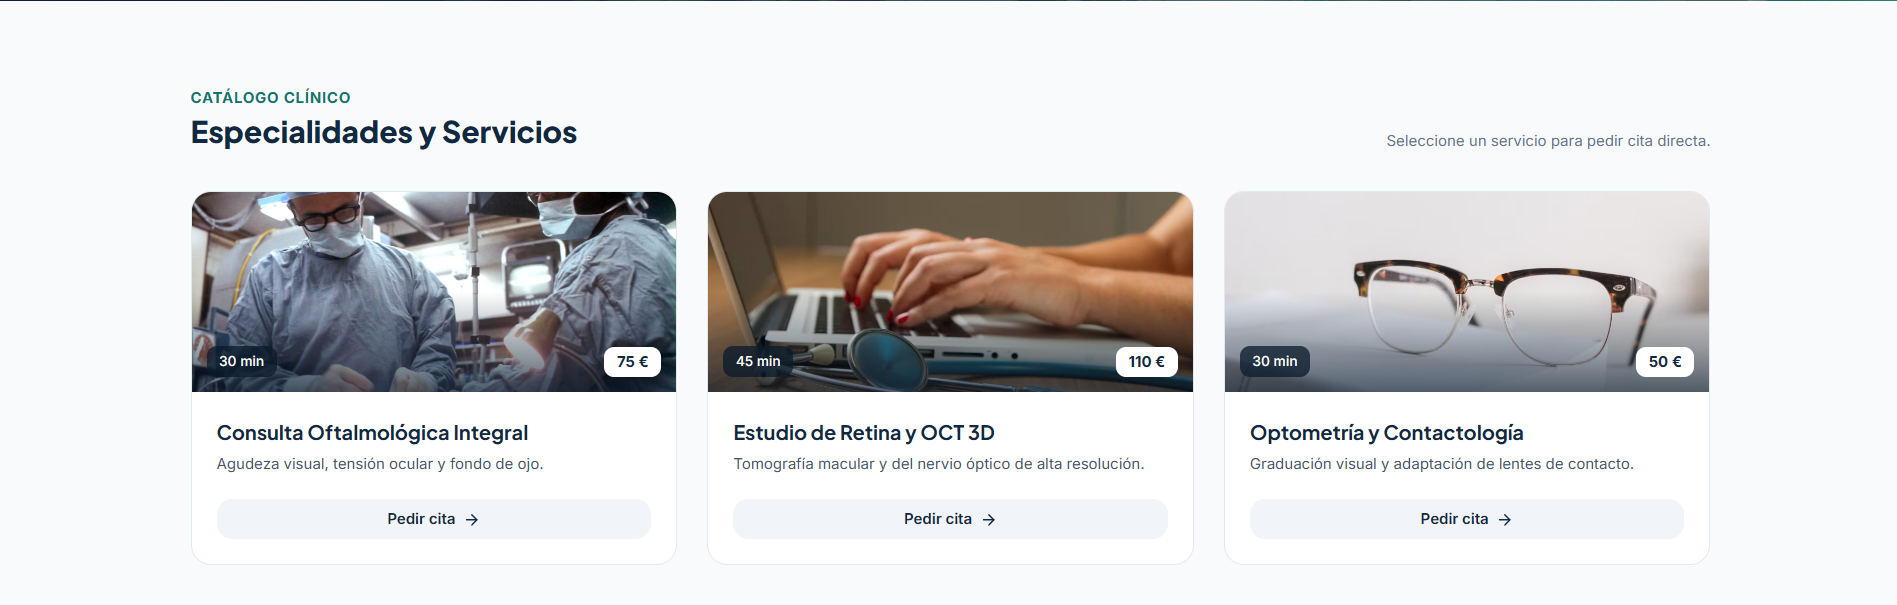 CATÁLOGO CLÍNICO
Especialidades y Servicios
Seleccione un servicio para pedir cita directa.
30 min
75 €
Consulta Oftalmológica Integral
Agudeza visual, tensión ocular y fondo de ojo.
Pedir cita →
45 min
110 €
Estudio de Retina y OCT 3D
Tomografía macular y del nervio óptico de alta resolución.
Pedir cita →
30 min
50 €
Optometría y Contactología
Graduación visual y adaptación de lentes de contacto.
Pedir cita →